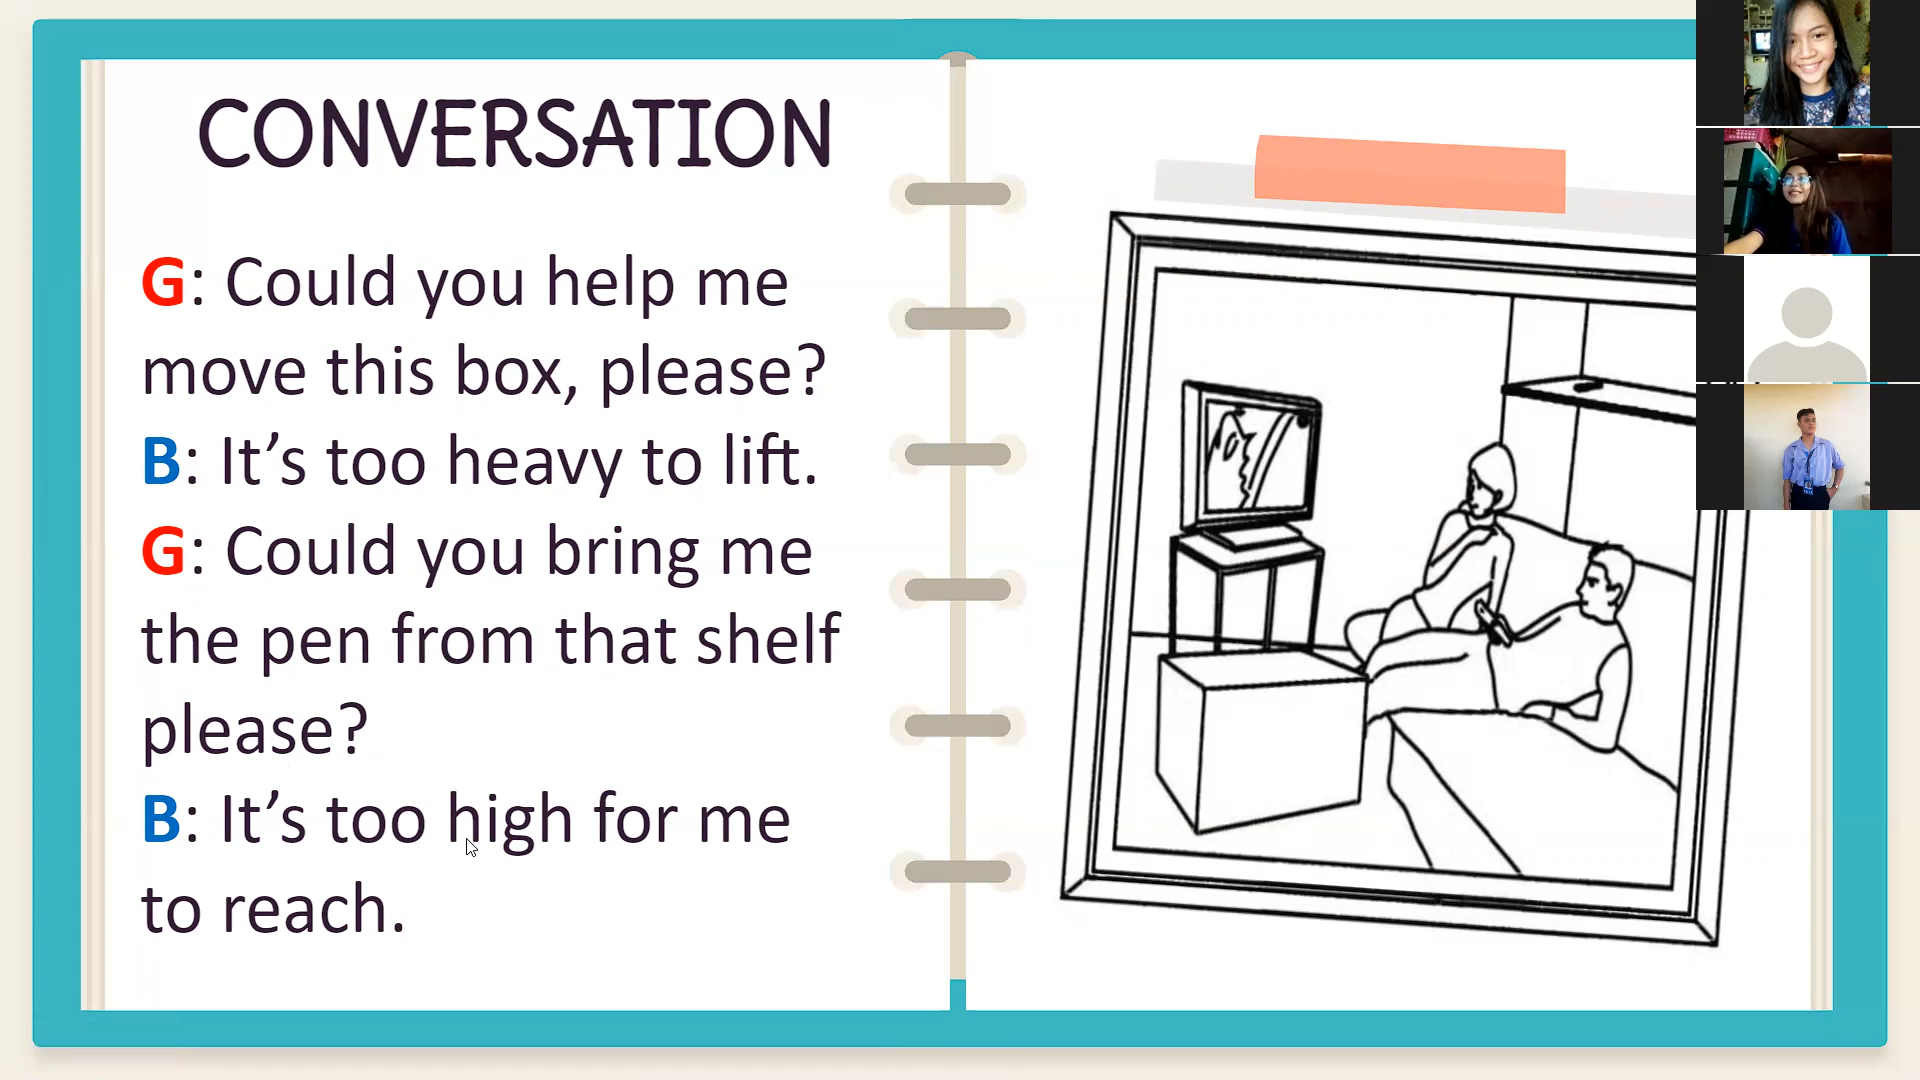 CONVERSATION
G: Could you help me
move this box, please?
B: It’s too heavy to lift.
G: Could you bring me
the pen from that shelf
please?
B: It’s too high for me
to reach.